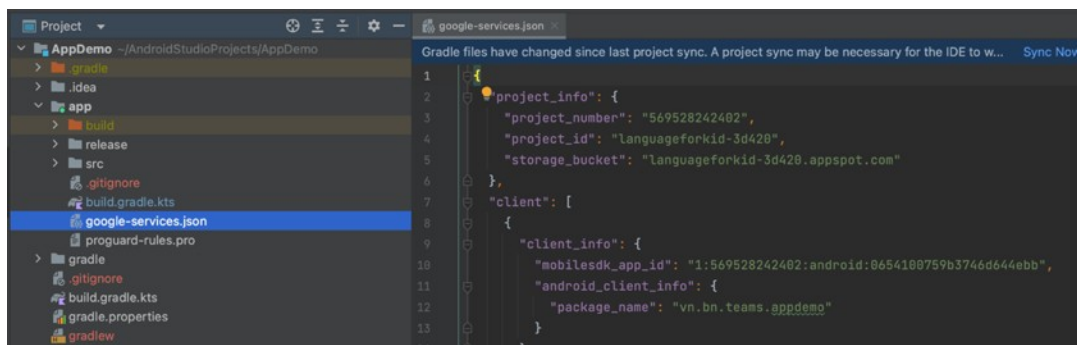 Project
AppDemo ~/AndroidStudioProjects/AppDemo
.gradle
.idea
app
build
release
src
.gitignore
build.gradle.kts
google-services.json
proguard-rules.pro
gradle
.gitignore
build.gradle.kts
gradle.properties
gradlew
google-services.json
Gradle files have changed since last project sync. A project sync may be necessary for the IDE to w... Sync Now
1 {
2 "project_info": {
3 "project_number": "569528242402",
4 "project_id": "languageforkid-3d420",
5 "storage_bucket": "languageforkid-3d420.appspot.com"
6 },
7 "client": [
8 {
9 "client_info": {
10 "mobilesdk_app_id": "1:569528242402:android:0654100759b3746d644ebb",
11 "android_client_info": {
12 "package_name": "vn.bn.teams.appdemo"
13 }